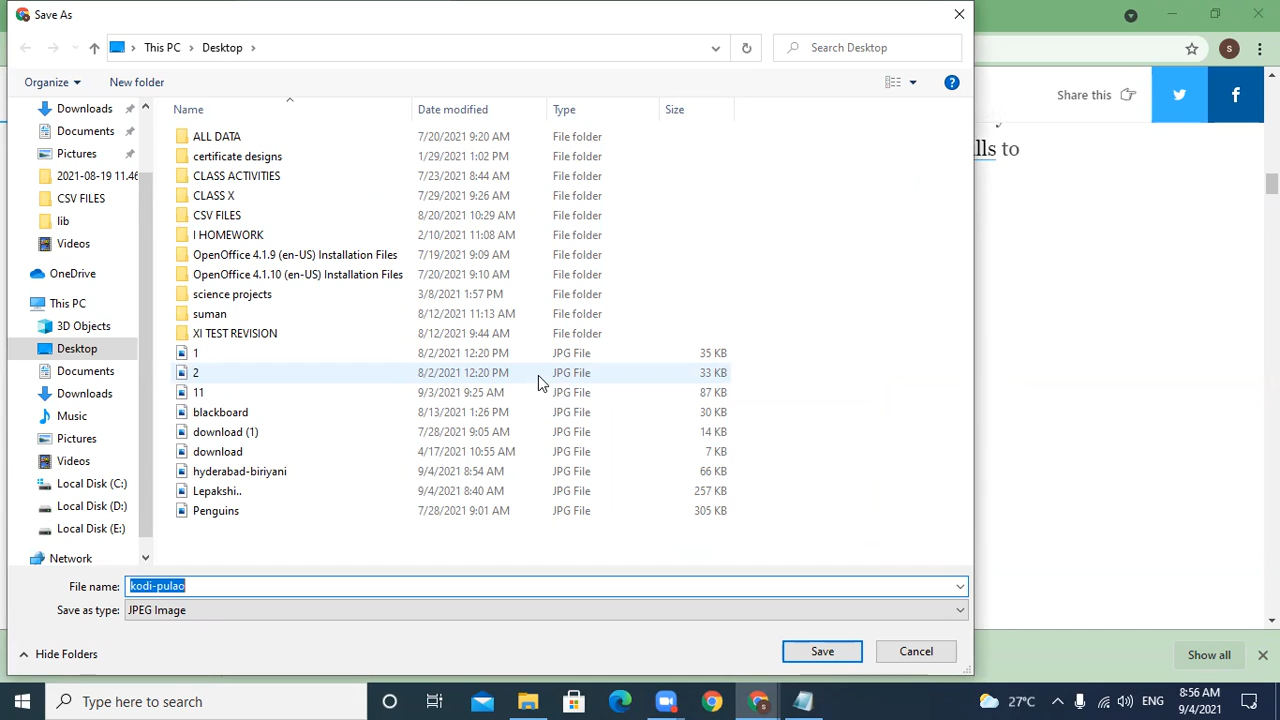 Save As
This PC Desktop
Search Desktop
Organize New folder
Share this
Name Date modified Type Size
lls to
Downloads
Documents
Pictures
2021-08-19 11.46
CSV FILES
lib
Videos
OneDrive
This PC
3D Objects
Desktop
Documents
Downloads
Music
Pictures
Videos
Local Disk (C:)
Local Disk (D:)
Local Disk (E:)
Network
ALL DATA 7/20/2021 9:20 AM File folder
certificate designs 1/29/2021 1:02 PM File folder
CLASS ACTIVITIES 7/23/2021 8:44 AM File folder
CLASS X 7/29/2021 9:26 AM File folder
CSV FILES 8/20/2021 10:29 AM File folder
I HOMEWORK 2/10/2021 11:08 AM File folder
OpenOffice 4.1.9 (en-US) Installation Files 7/19/2021 9:09 AM File folder
OpenOffice 4.1.10 (en-US) Installation Files 7/20/2021 9:10 AM File folder
science projects 3/8/2021 1:57 PM File folder
suman 8/12/2021 11:13 AM File folder
XI TEST REVISION 8/12/2021 9:44 AM File folder
1 8/2/2021 12:20 PM JPG File 35 KB
2 8/2/2021 12:20 PM JPG File 33 KB
11 9/3/2021 9:25 AM JPG File 87 KB
blackboard 8/13/2021 1:26 PM JPG File 30 KB
download (1) 7/28/2021 9:05 AM JPG File 14 KB
download 4/17/2021 10:55 AM JPG File 7 KB
hyderabad-biriyani 9/4/2021 8:54 AM JPG File 66 KB
Lepakshi.. 9/4/2021 8:40 AM JPG File 257 KB
Penguins 7/28/2021 9:01 AM JPG File 305 KB
File name: kodi-pulao
Save as type: JPEG Image
Hide Folders Save Cancel
Show all
Type here to search
27°C ENG 8:56 AM
9/4/2021